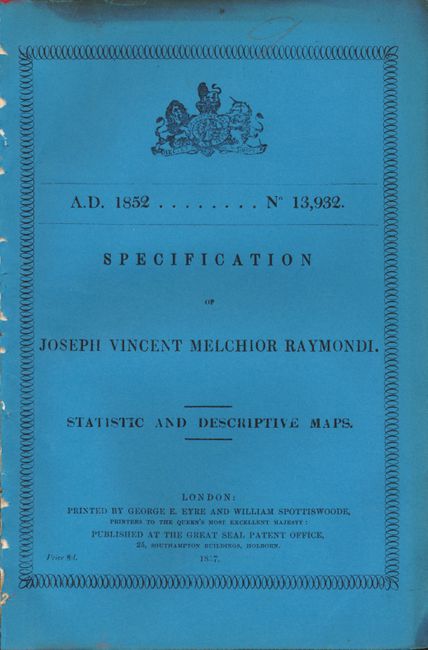 A.D. 1852 . . . . . . . . Nº 13,932.
SPECIFICATION
OF
JOSEPH VINCENT MELCHIOR RAYMONDI.
STATISTIC AND DESCRIPTIVE MAPS.
LONDON:
PRINTED BY GEORGE E. EYRE AND WILLIAM SPOTTISWOODE,
PRINTERS TO THE QUEEN'S MOST EXCELLENT MAJESTY:
PUBLISHED AT THE GREAT SEAL PATENT OFFICE,
25, SOUTHAMPTON BUILDINGS, HOLBORN.
Price 8d.
1857.